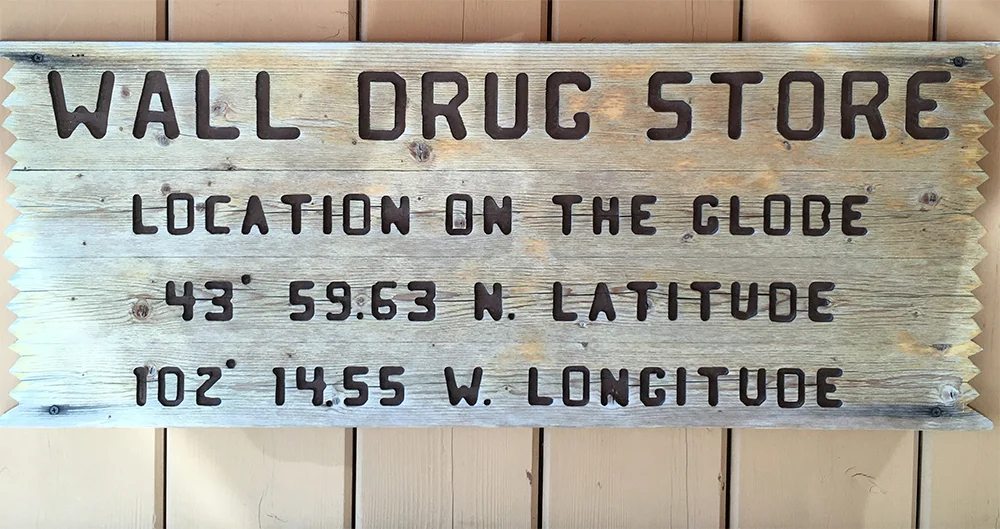 WALL DRUG STORE
LOCATION ON THE GLOBE
43° 59.63 N. LATITUDE
102° 14.55 W. LONGITUDE